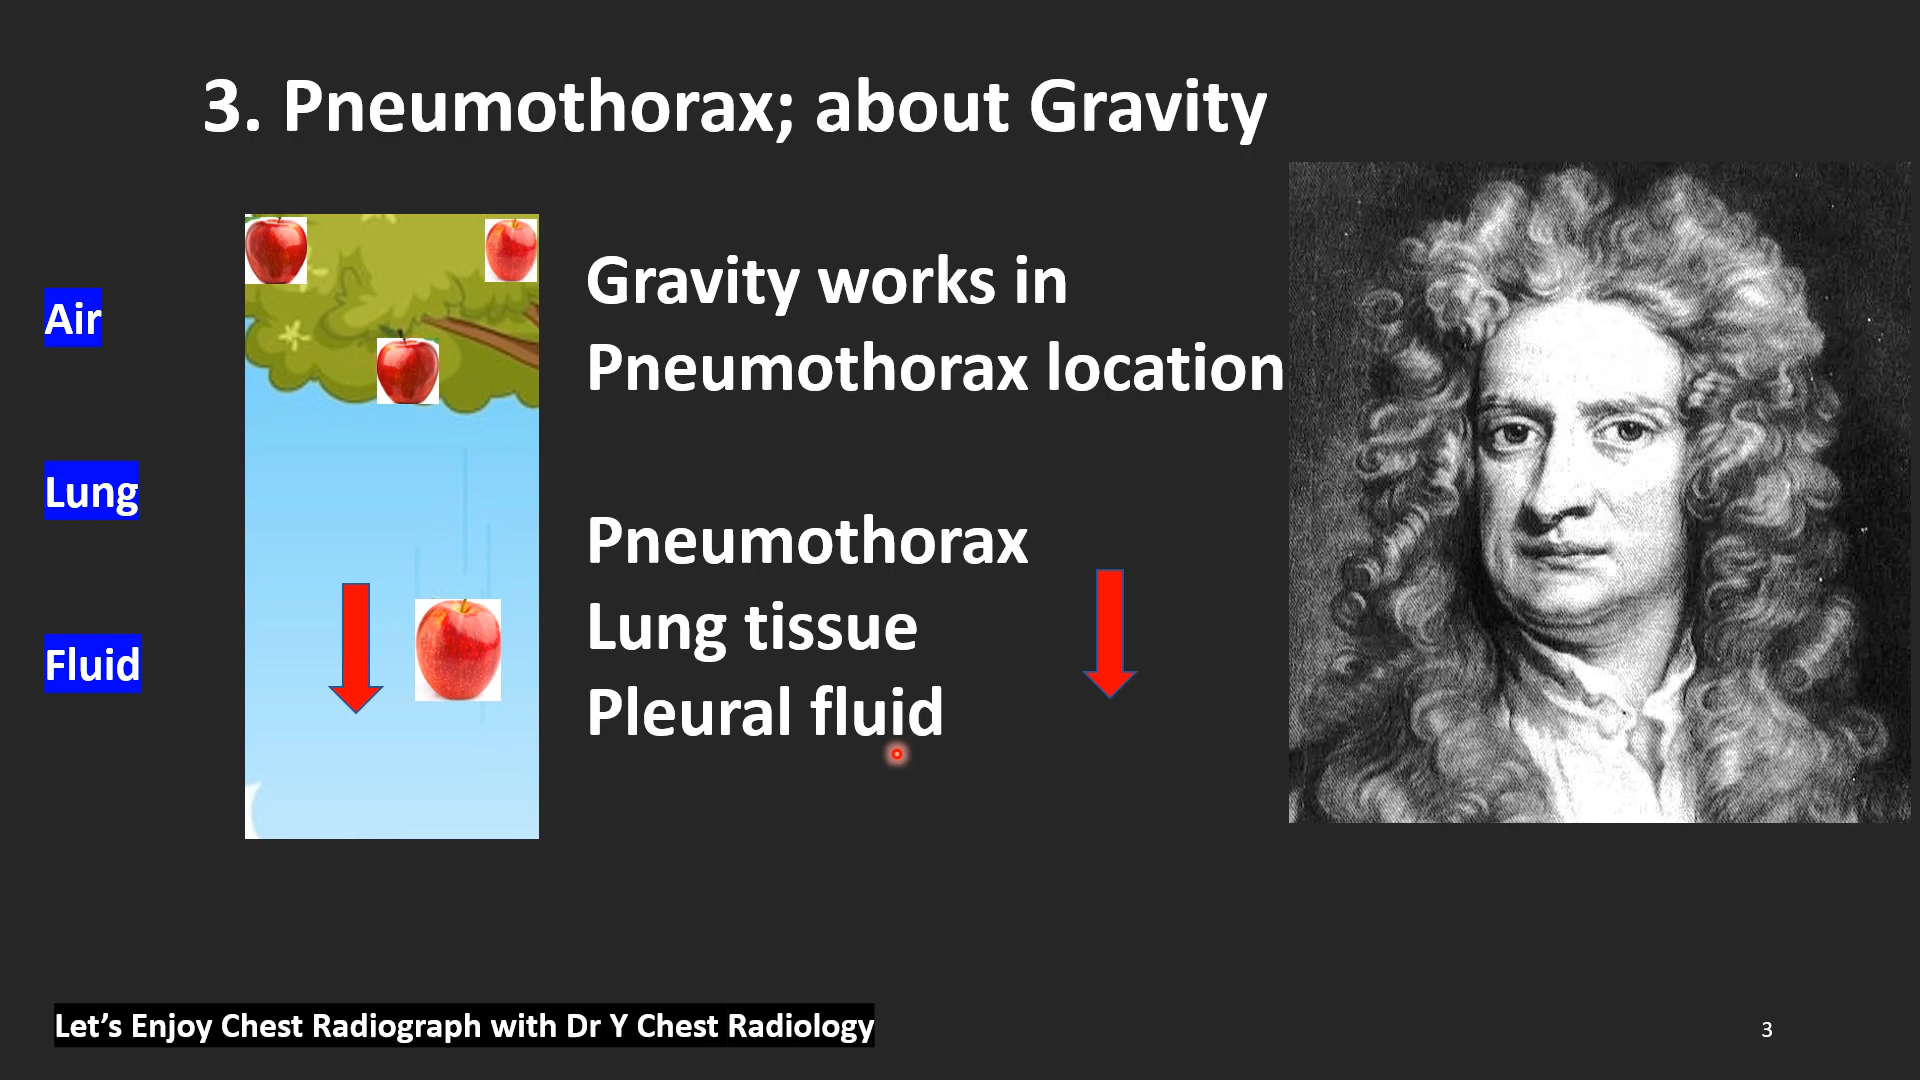 3. Pneumothorax; about Gravity
Air
Lung
Fluid
Gravity works in
Pneumothorax location
Pneumothorax
Lung tissue
Pleural fluid
Let’s Enjoy Chest Radiograph with Dr Y Chest Radiology
3